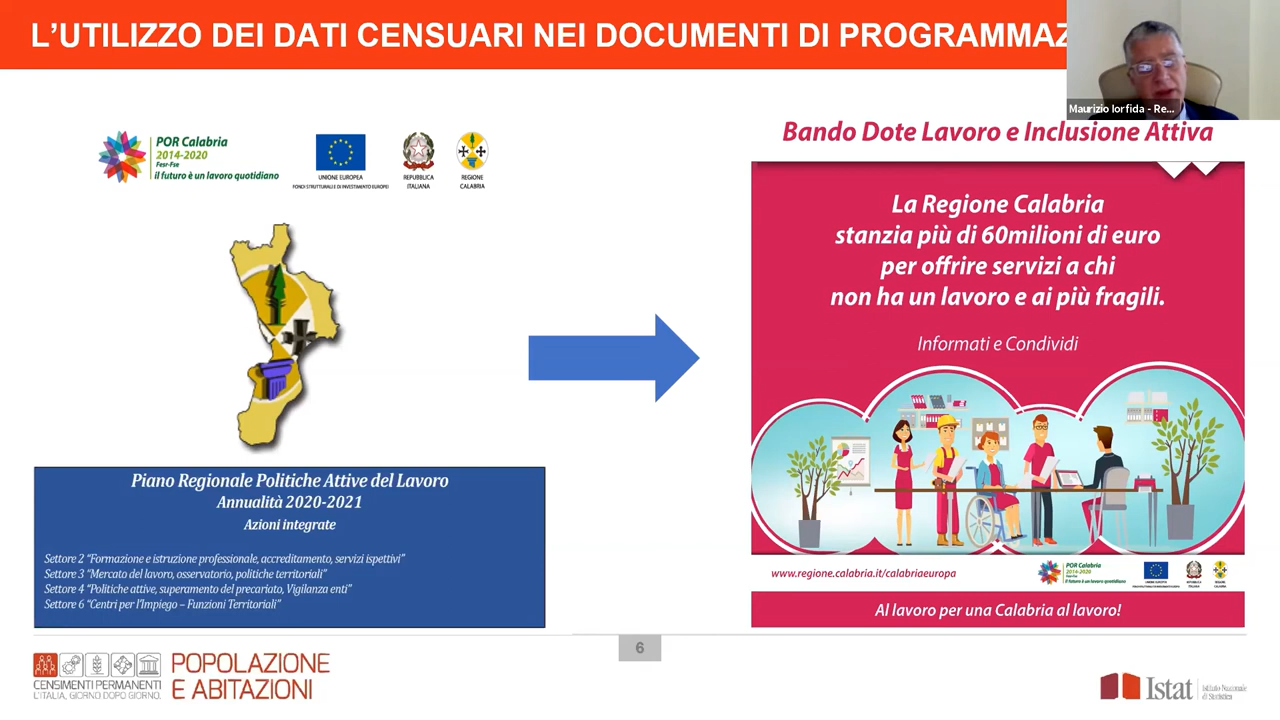 L'UTILIZZO DEI DATI CENSUARI NEI DOCUMENTI DI PROGRAMMAZ
Maurizio Iorfida - Re...
POR Calabria
2014-2020
Fesr-Fse
il futuro è un lavoro quotidiano
UNIONE EUROPEA
FONDI STRUTTURALI E DI INVESTIMENTO EUROPEI
REPUBBLICA
ITALIANA
REGIONE
CALABRIA
Piano Regionale Politiche Attive del Lavoro
Annualità 2020-2021
Azioni integrate
Settore 2 "Formazione e istruzione professionale, accreditamento, servizi ispettivi"
Settore 3 "Mercato del lavoro, osservatorio, politiche territoriali"
Settore 4 "Politiche attive, superamento del precariato, Vigilanza enti"
Settore 6 "Centri per l'Impiego – Funzioni Territoriali"
Bando Dote Lavoro e Inclusione Attiva
La Regione Calabria
stanzia più di 60milioni di euro
per offrire servizi a chi
non ha un lavoro e ai più fragili.
Informati e Condividi
www.regione.calabria.it/calabriaeuropa
POR Calabria
2014-2020
il futuro è un lavoro quotidiano
Al lavoro per una Calabria al lavoro!
6
CENSIMENTI PERMANENTI
L'ITALIA, GIORNO DOPO GIORNO.
POPOLAZIONE
E ABITAZIONI
Istat
Istituto Nazionale
di Statistica